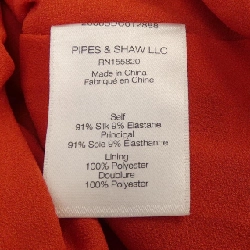 PIPES & SHAW LLC
RN155820
Made in China
Fabriqué en Chine
Self
91% Silk 9% Elastane
Principal
91% Soie 9% Elasthanne
Lining
100% Polyester
Doublure
100% Polyester